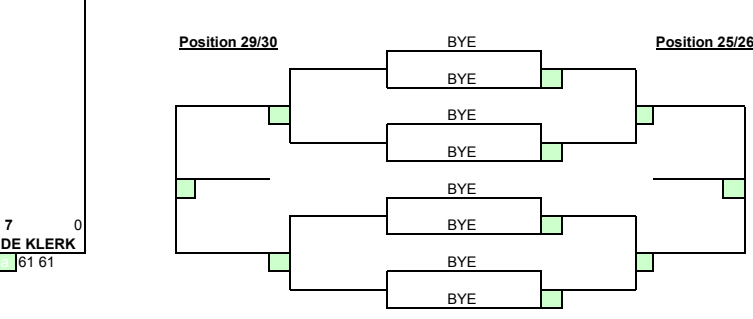 Position 29/30
BYE
Position 25/26
BYE
BYE
BYE
BYE
7 0
BYE
DE KLERK
61 61
BYE
BYE